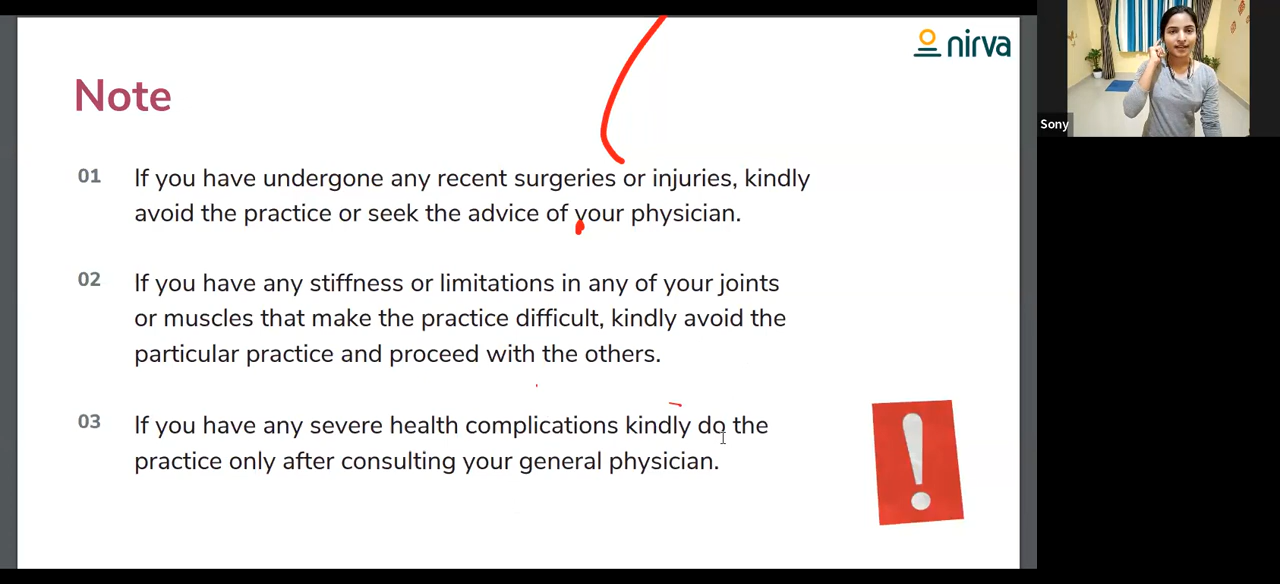 nirva
Note
01
If you have undergone any recent surgeries or injuries, kindly
avoid the practice or seek the advice of your physician.
02
If you have any stiffness or limitations in any of your joints
or muscles that make the practice difficult, kindly avoid the
particular practice and proceed with the others.
03
If you have any severe health complications kindly do the
practice only after consulting your general physician.
!
Sony